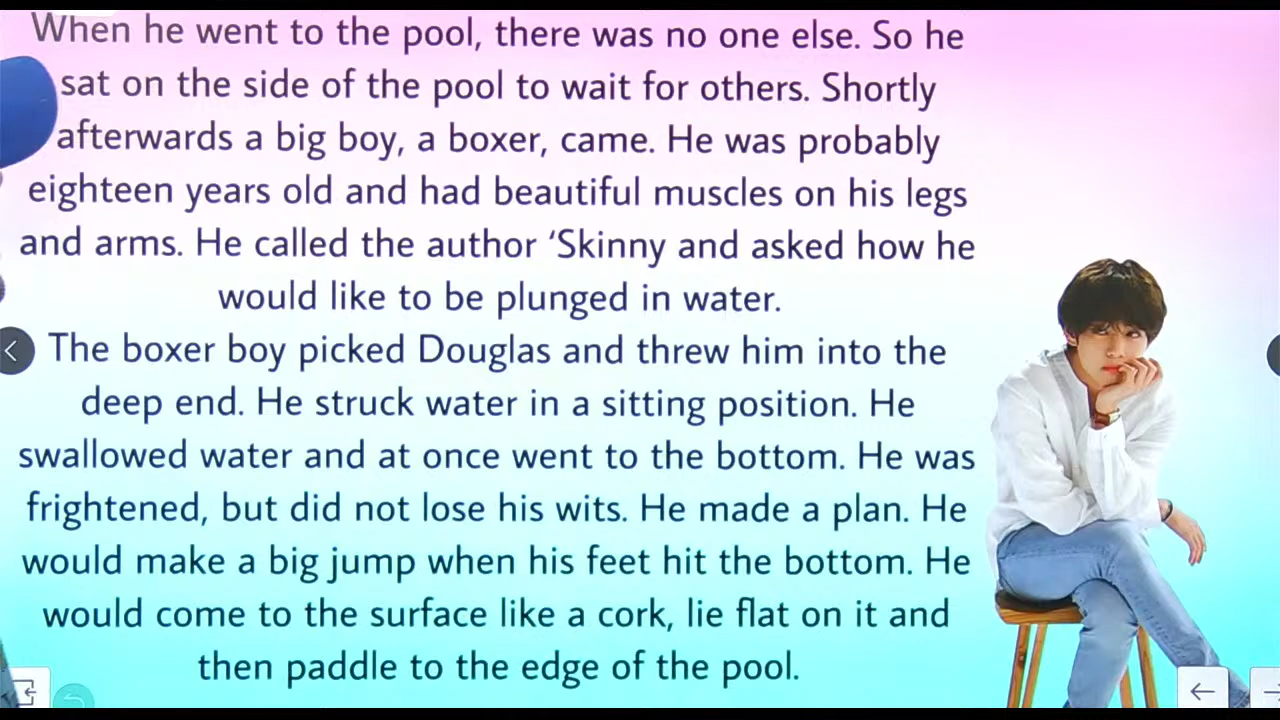 When he went to the pool, there was no one else. So he
sat on the side of the pool to wait for others. Shortly
afterwards a big boy, a boxer, came. He was probably
eighteen years old and had beautiful muscles on his legs
and arms. He called the author ‘Skinny and asked how he
would like to be plunged in water.
The boxer boy picked Douglas and threw him into the
deep end. He struck water in a sitting position. He
swallowed water and at once went to the bottom. He was
frightened, but did not lose his wits. He made a plan. He
would make a big jump when his feet hit the bottom. He
would come to the surface like a cork, lie flat on it and
then paddle to the edge of the pool.